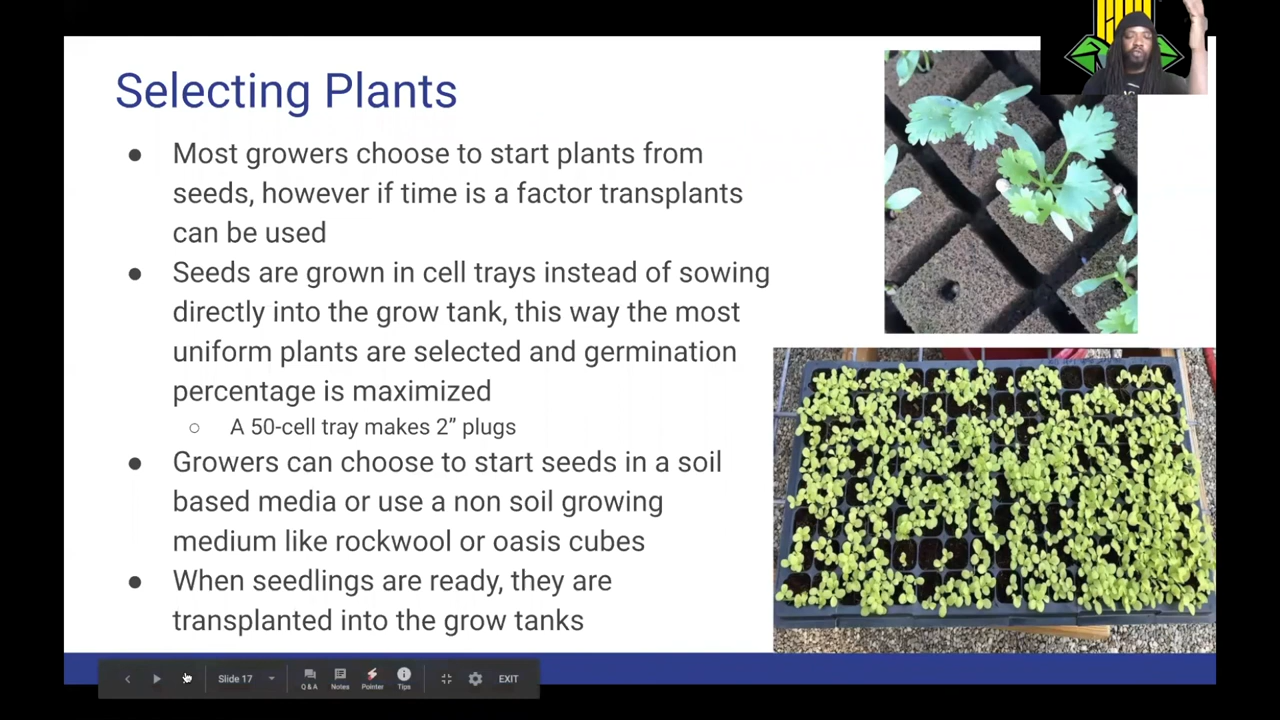 Selecting Plants
● Most growers choose to start plants from
seeds, however if time is a factor transplants
can be used
● Seeds are grown in cell trays instead of sowing
directly into the grow tank, this way the most
uniform plants are selected and germination
percentage is maximized
○ A 50-cell tray makes 2” plugs
● Growers can choose to start seeds in a soil
based media or use a non soil growing
medium like rockwool or oasis cubes
● When seedlings are ready, they are
transplanted into the grow tanks
Slide 17
Q & A Notes Pointer Tips
EXIT